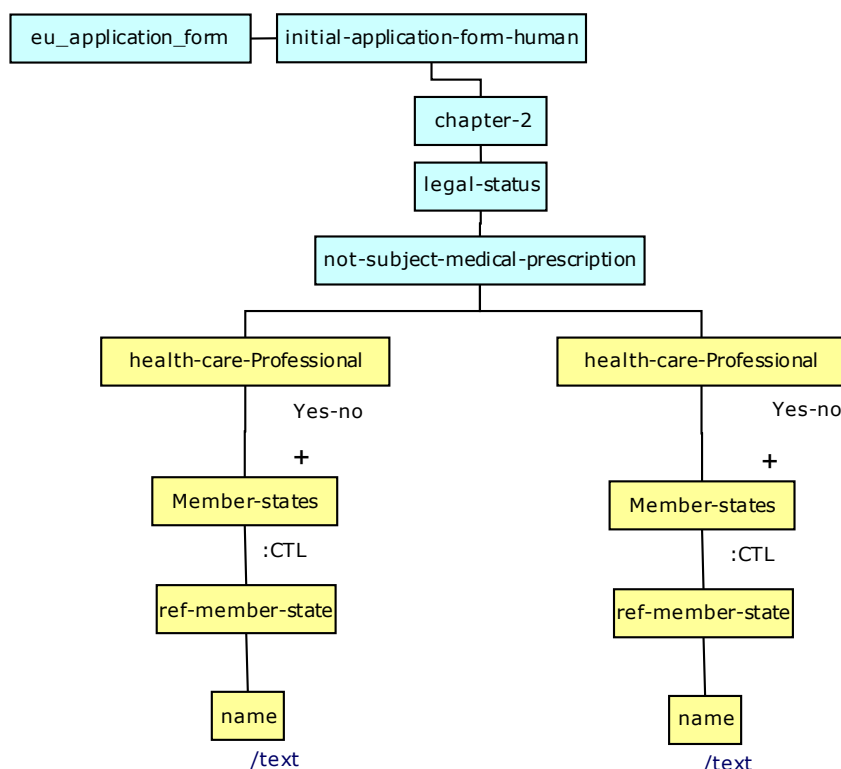 eu_application_form
initial-application-form-human
chapter-2
legal-status
not-subject-medical-prescription
health-care-Professional
health-care-Professional
Yes-no
Yes-no
+
+
Member-states
Member-states
:CTL
:CTL
ref-member-state
ref-member-state
name
name
/text
/text